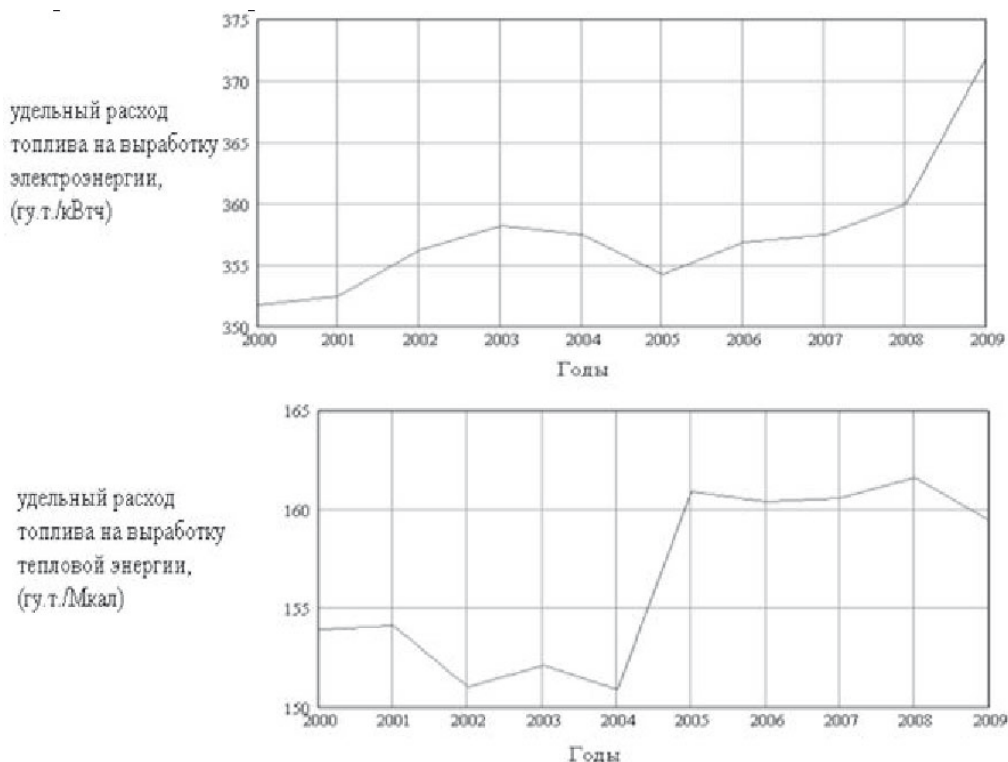 375
370
удельный расход
топлива на выработку
365
электроэнергии,
(гу.т./кВтч)
360
355
350
2000 2001 2002 2003 2004 2005 2006 2007 2008 2009
Годы
165
удельный расход
160
топлива на выработку
тепловой энергии,
(гу.т./Мкал)
155
150
2000 2001 2002 2003 2004 2005 2006 2007 2008 2009
Годы